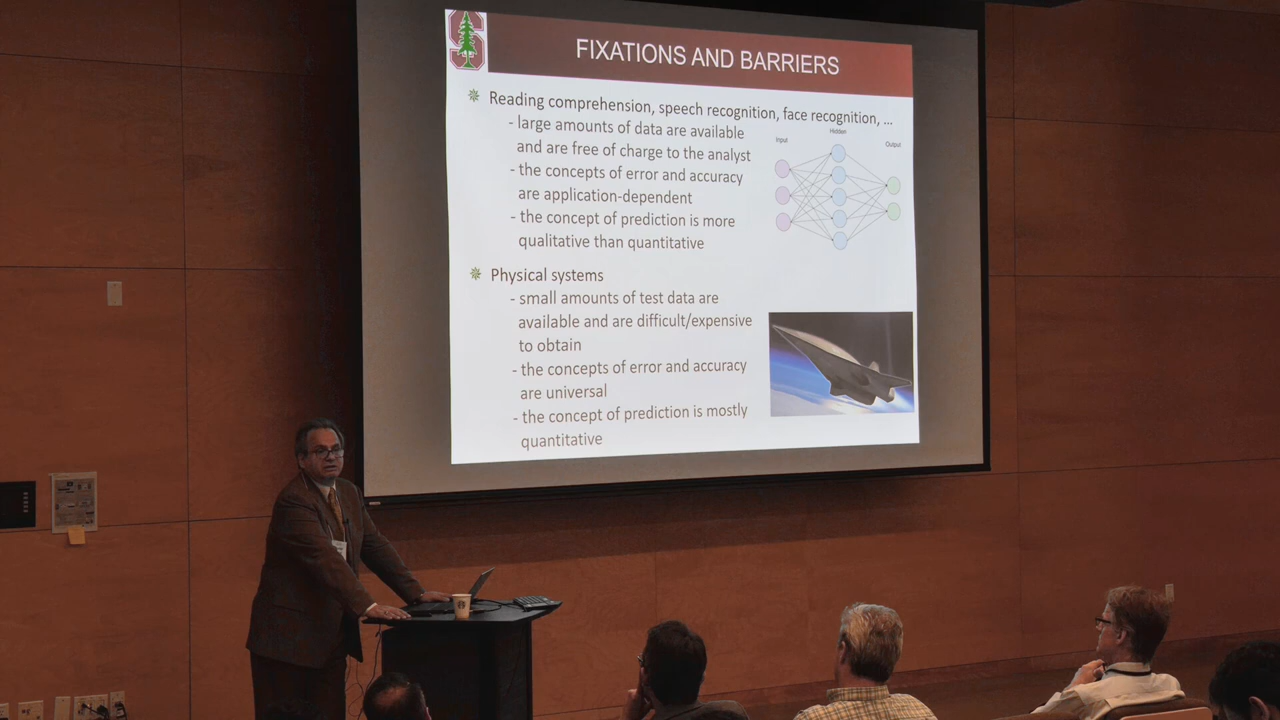 FIXATIONS AND BARRIERS
Reading comprehension, speech recognition, face recognition, ...
- large amounts of data are available
and are free of charge to the analyst
- the concepts of error and accuracy
are application-dependent
- the concept of prediction is more
qualitative than quantitative
Input
Hidden
Output
Physical systems
- small amounts of test data are
available and are difficult/expensive
to obtain
- the concepts of error and accuracy
are universal
- the concept of prediction is mostly
quantitative